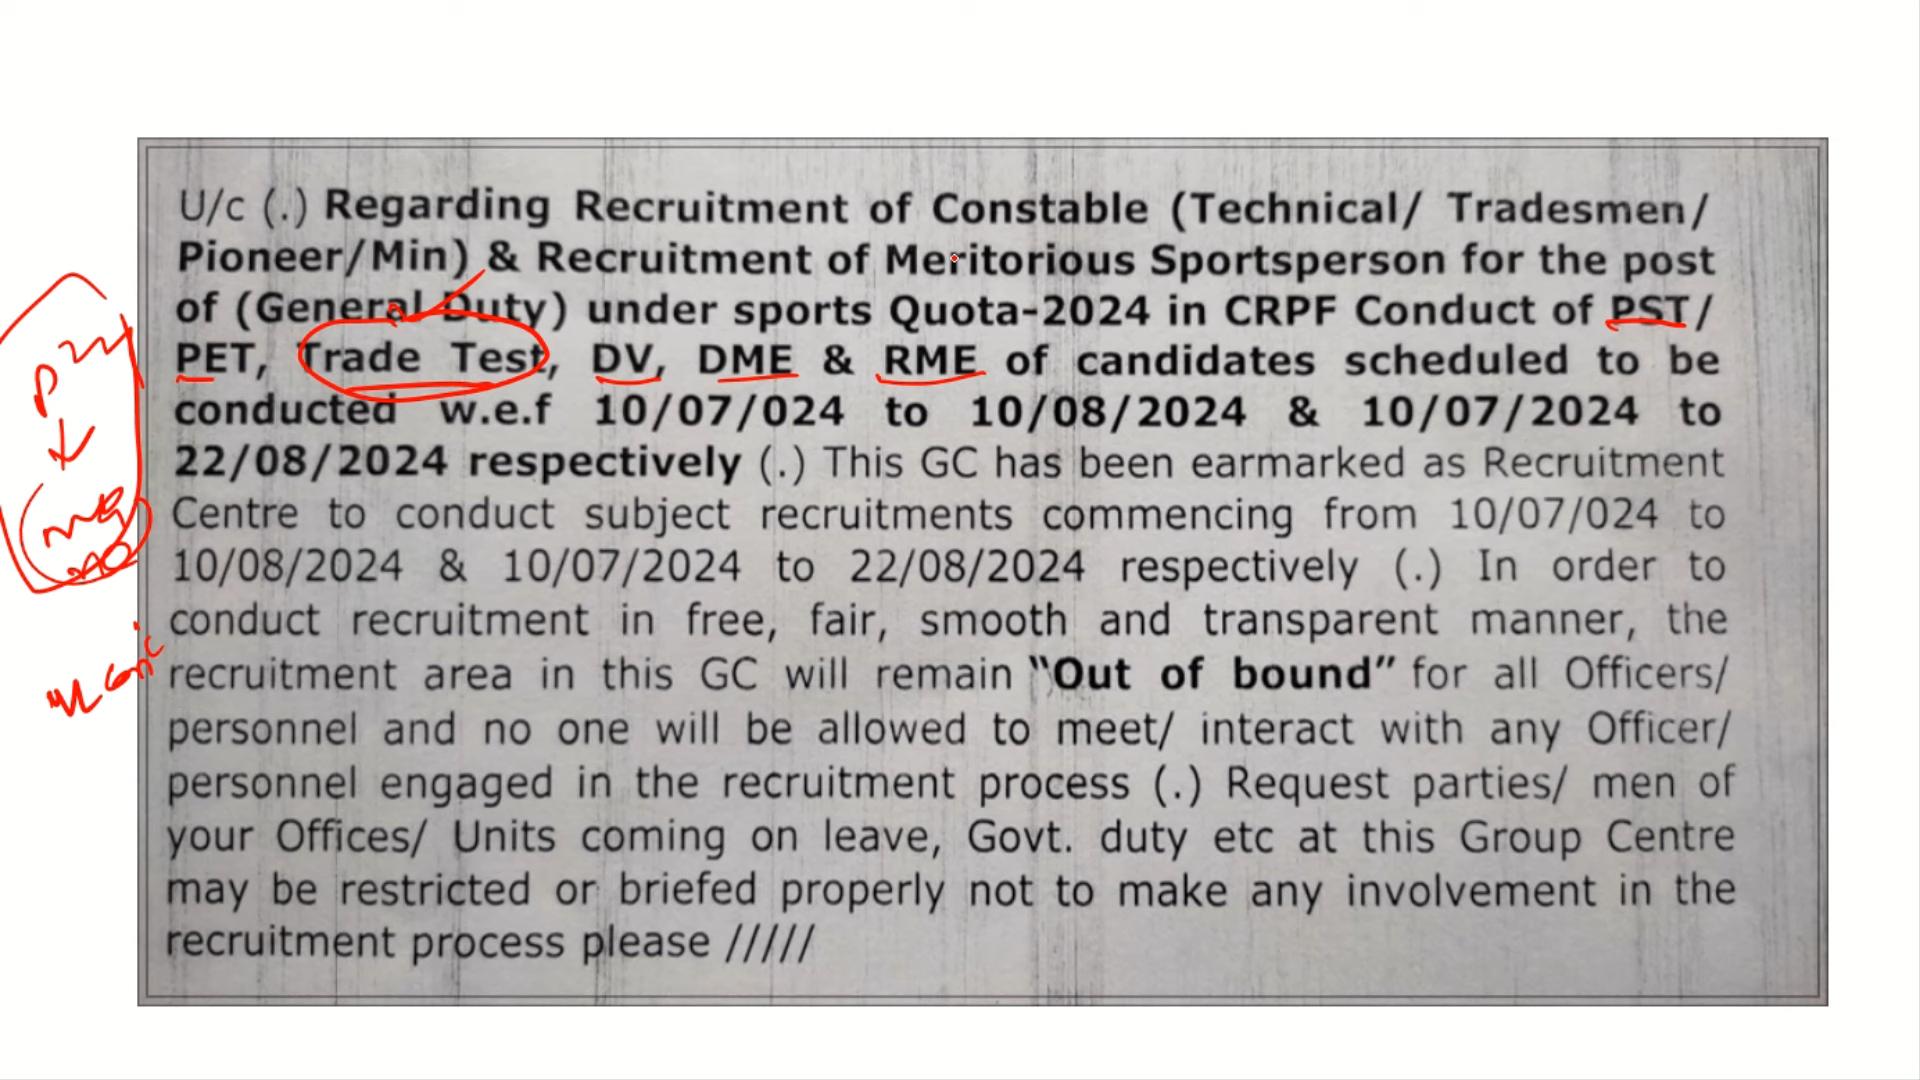 U/c (.) Regarding Recruitment of Constable (Technical/ Tradesmen/
Pioneer/Min) & Recruitment of Meritorious Sportsperson for the post
of (General Duty) under sports Quota-2024 in CRPF Conduct of PST/
PET, Trade Test, DV, DME & RME of candidates scheduled to be
conducted w.e.f 10/07/024 to 10/08/2024 & 10/07/2024 to
22/08/2024 respectively (.) This GC has been earmarked as Recruitment
Centre to conduct subject recruitments commencing from 10/07/024 to
10/08/2024 & 10/07/2024 to 22/08/2024 respectively (.) In order to
conduct recruitment in free, fair, smooth and transparent manner, the
recruitment area in this GC will remain "Out of bound" for all Officers/
personnel and no one will be allowed to meet/ interact with any Officer/
personnel engaged in the recruitment process (.) Request parties/ men of
your Offices/ Units coming on leave, Govt. duty etc at this Group Centre
may be restricted or briefed properly not to make any involvement in the
recruitment process please /////